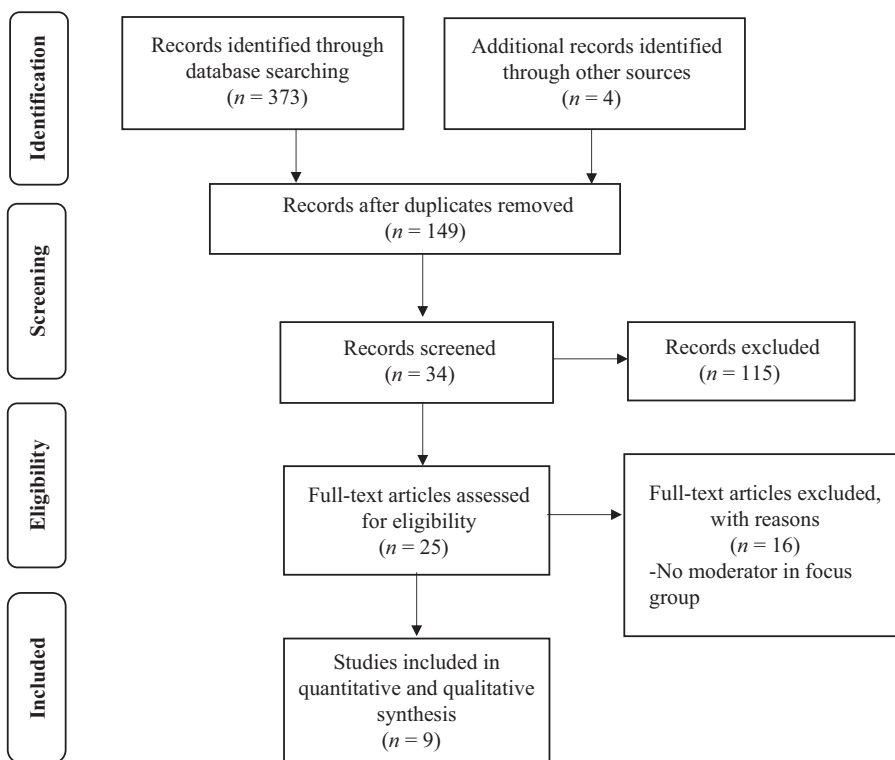 Identification
Records identified through
database searching
(n = 373)
Additional records identified
through other sources
(n = 4)
Records after duplicates removed
(n = 149)
Screening
Records screened
(n = 34)
Records excluded
(n = 115)
Eligibility
Full-text articles assessed
for eligibility
(n = 25)
Full-text articles excluded,
with reasons
(n = 16)
-No moderator in focus
group
Included
Studies included in
quantitative and qualitative
synthesis
(n = 9)